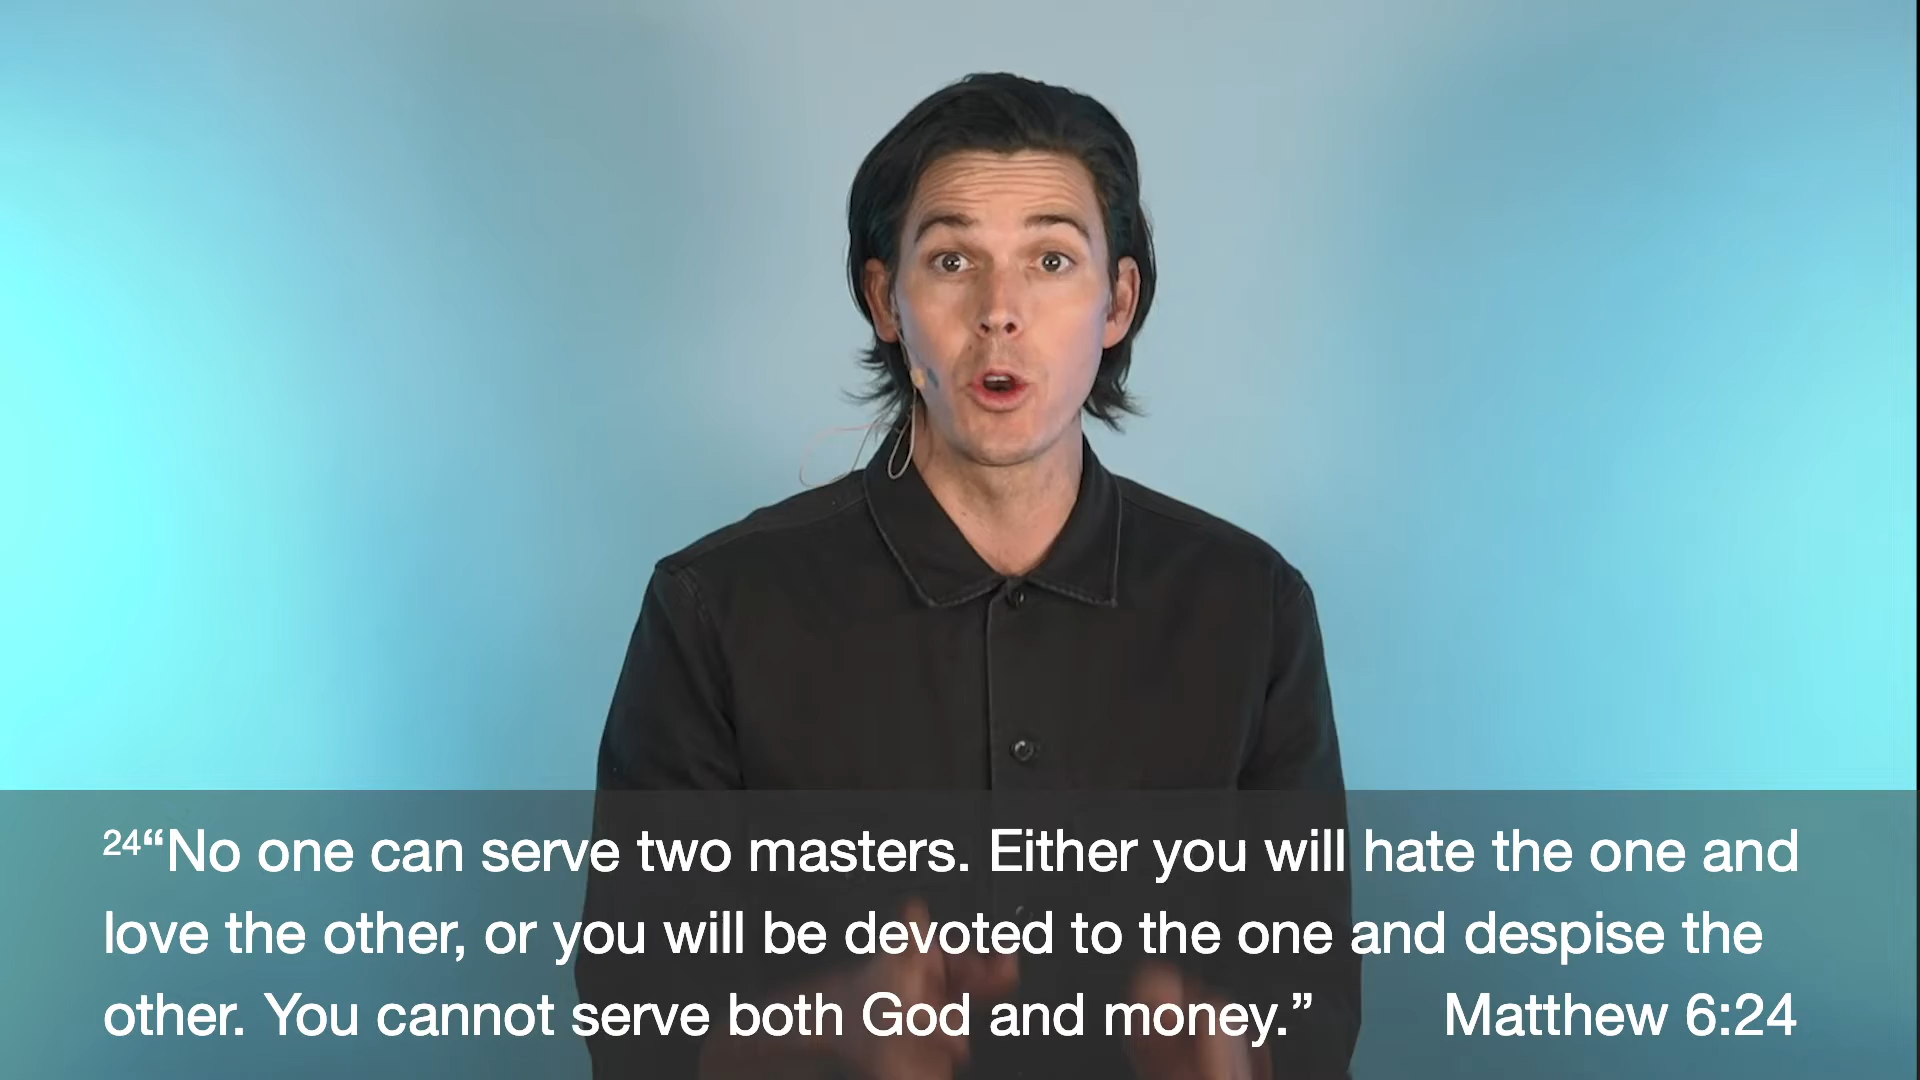 24“No one can serve two masters. Either you will hate the one and
love the other, or you will be devoted to the one and despise the
other. You cannot serve both God and money.” Matthew 6:24